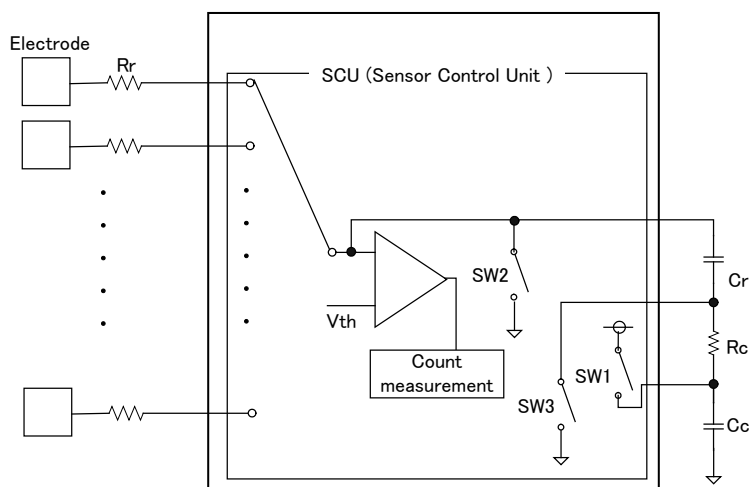 Electrode
Rr
SCU (Sensor Control Unit )
SW2
Cr
Vth
Rc
Count
measurement
SW1
SW3
Cc